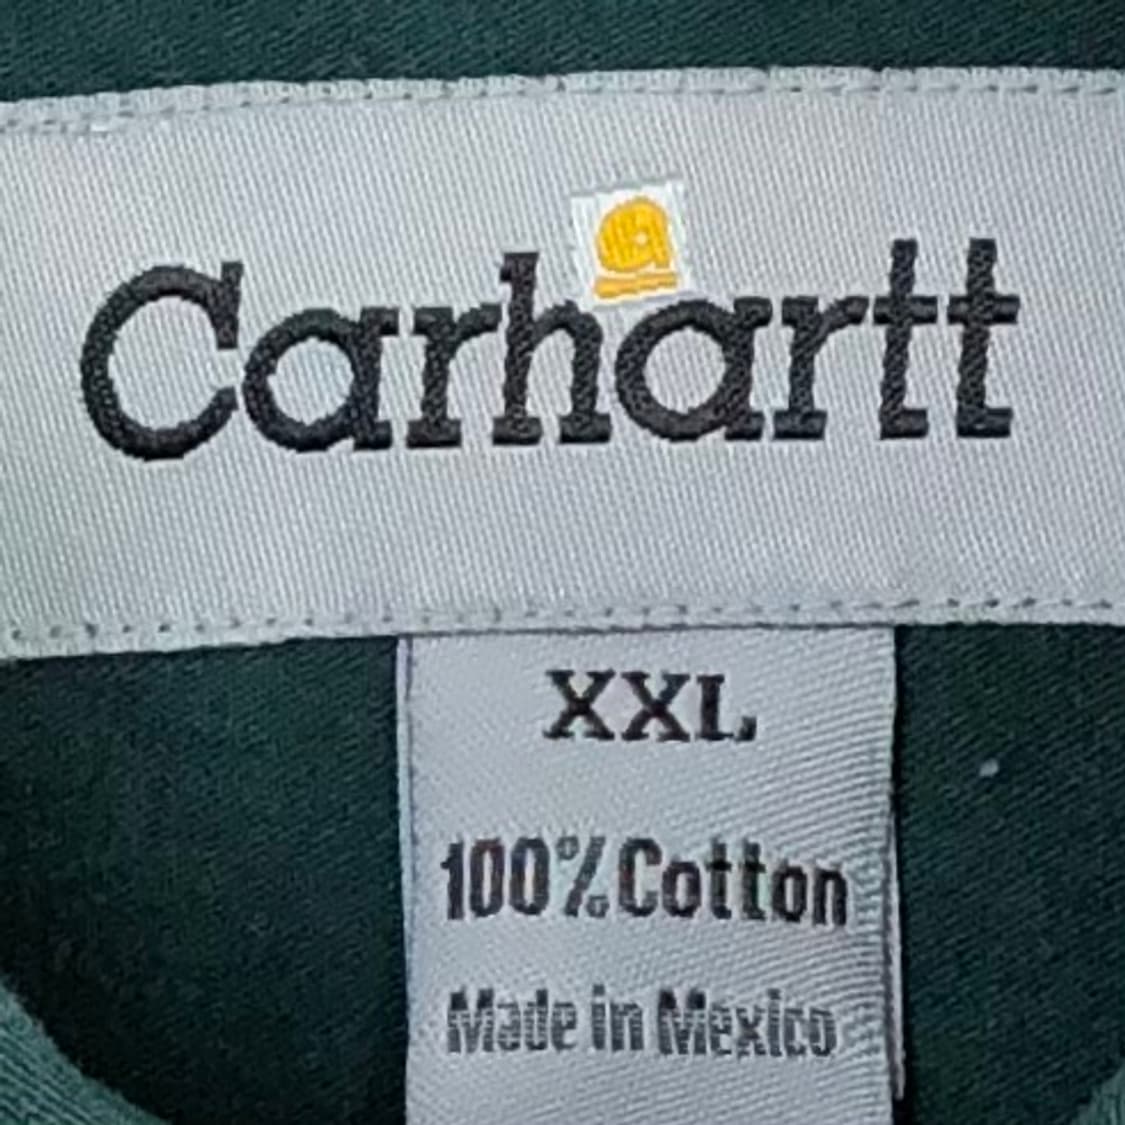 Carhartt
XXL
100% Cotton
Made in Mexico